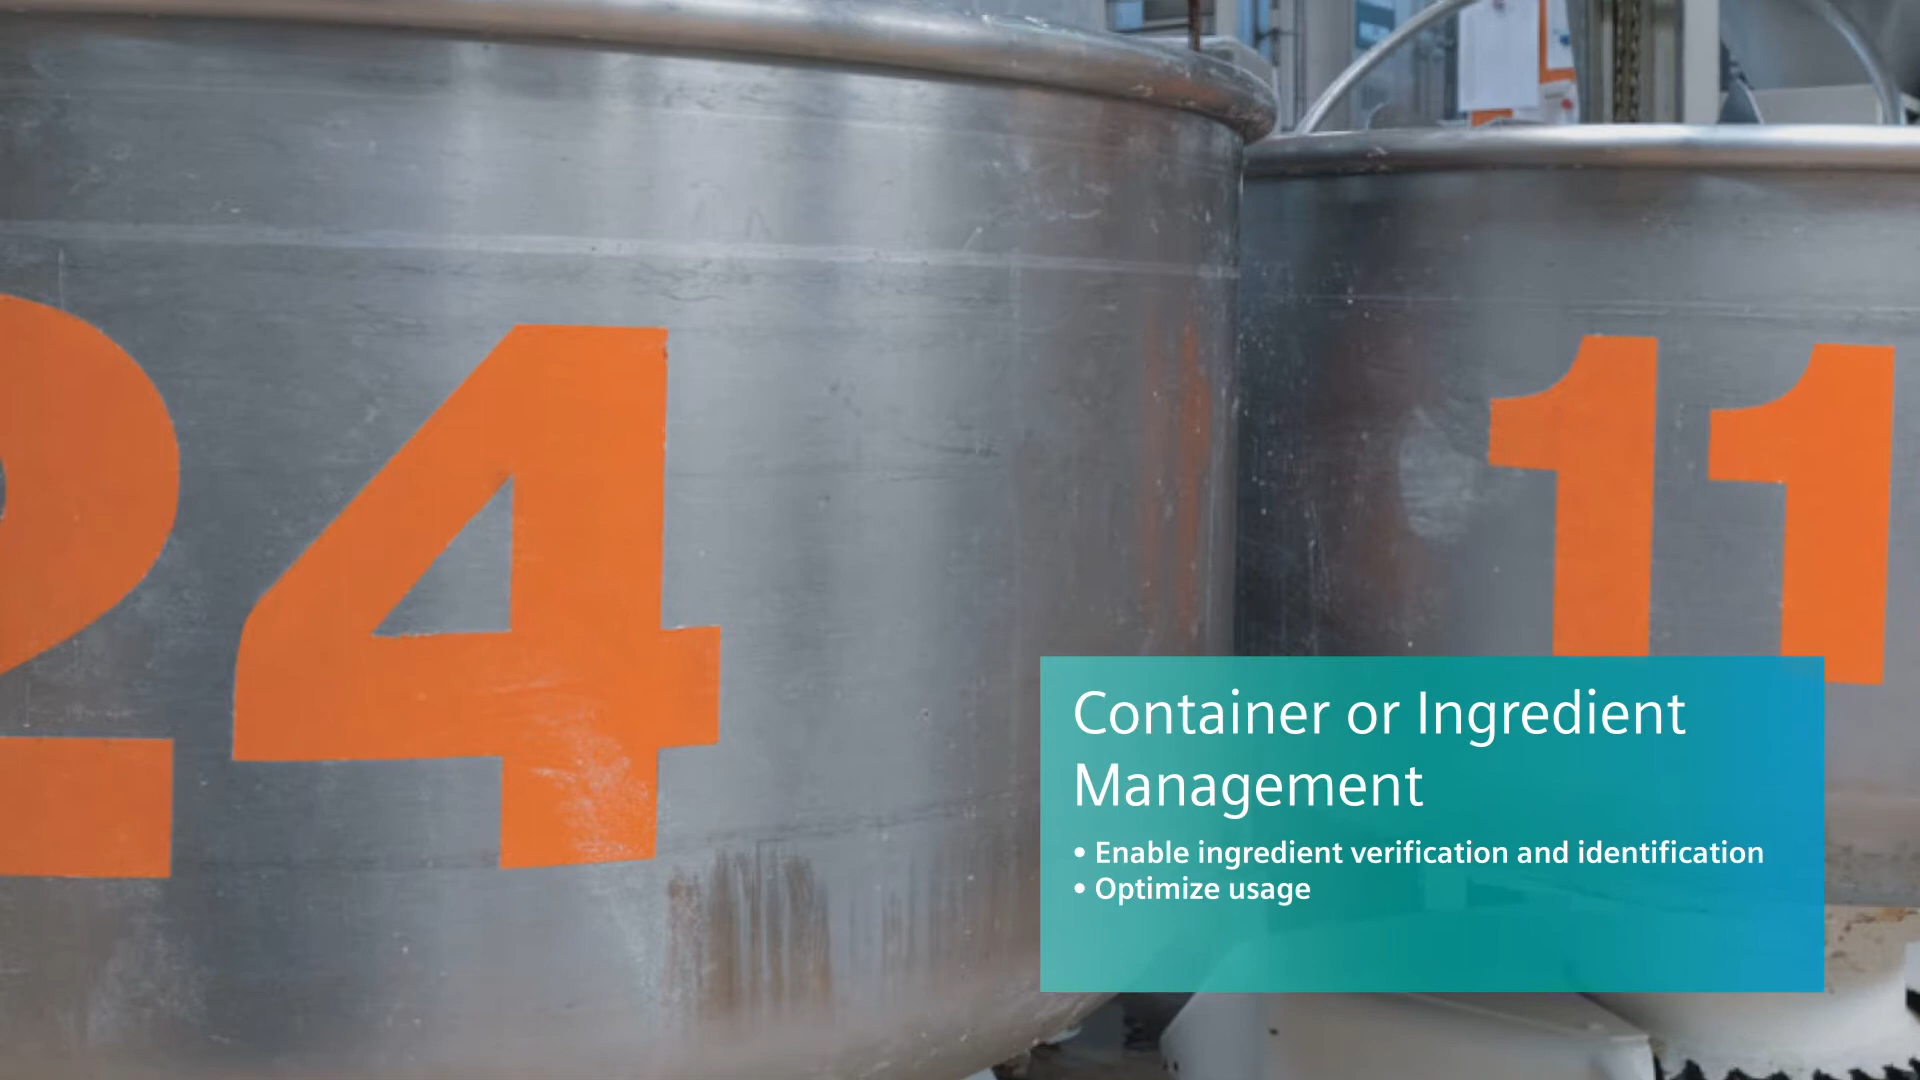 24
11
Container or Ingredient
Management
• Enable ingredient verification and identification
• Optimize usage